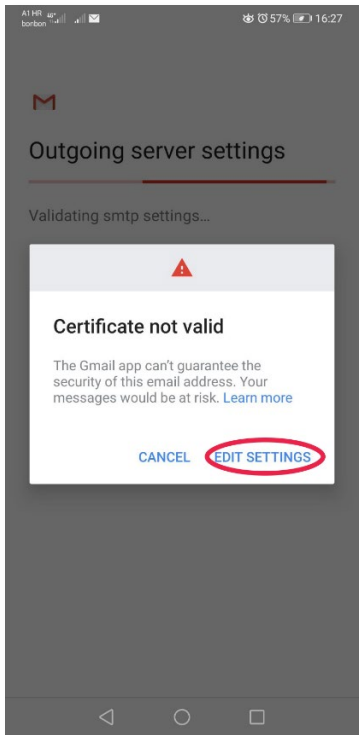 A1 HR 4G+
bonbon 57% 16:27
Outgoing server settings
Validating smtp settings...
Certificate not valid
The Gmail app can't guarantee the
security of this email address. Your
messages would be at risk. Learn more
CANCEL EDIT SETTINGS